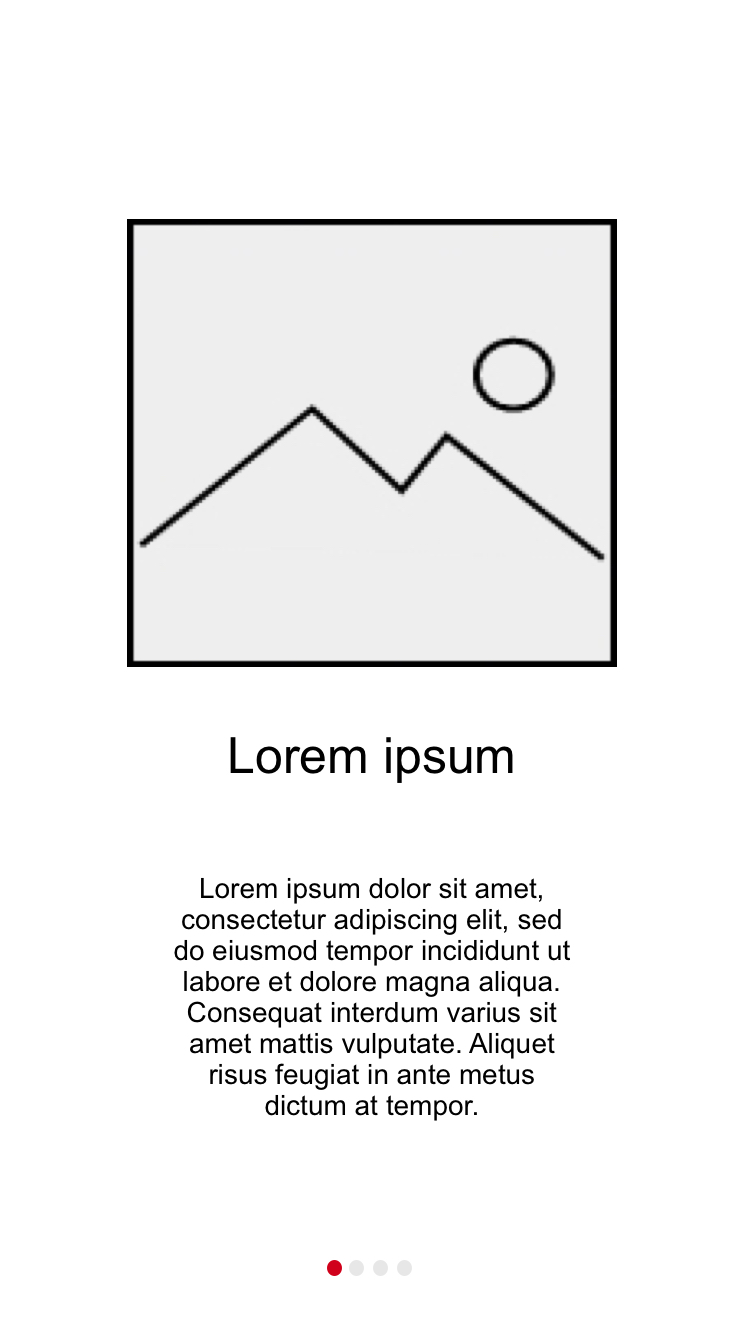 Lorem ipsum
Lorem ipsum dolor sit amet,
consectetur adipiscing elit, sed
do eiusmod tempor incididunt ut
labore et dolore magna aliqua.
Consequat interdum varius sit
amet mattis vulputate. Aliquet
risus feugiat in ante metus
dictum at tempor.